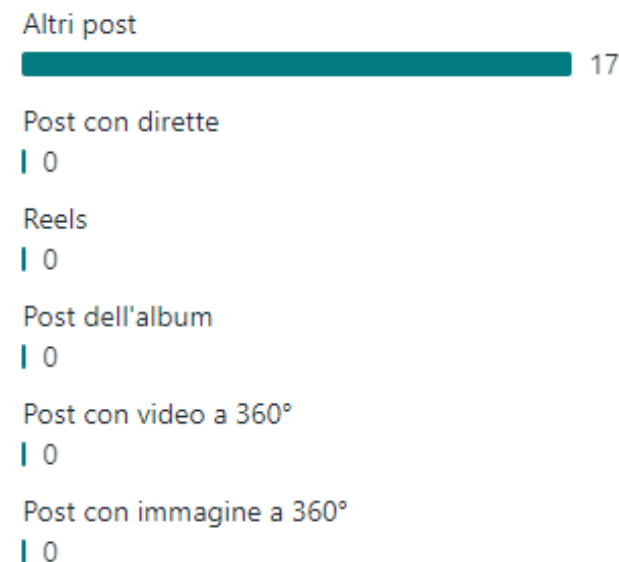 Altri post
17
Post con dirette
0
Reels
0
Post dell'album
0
Post con video a 360°
0
Post con immagine a 360°
0